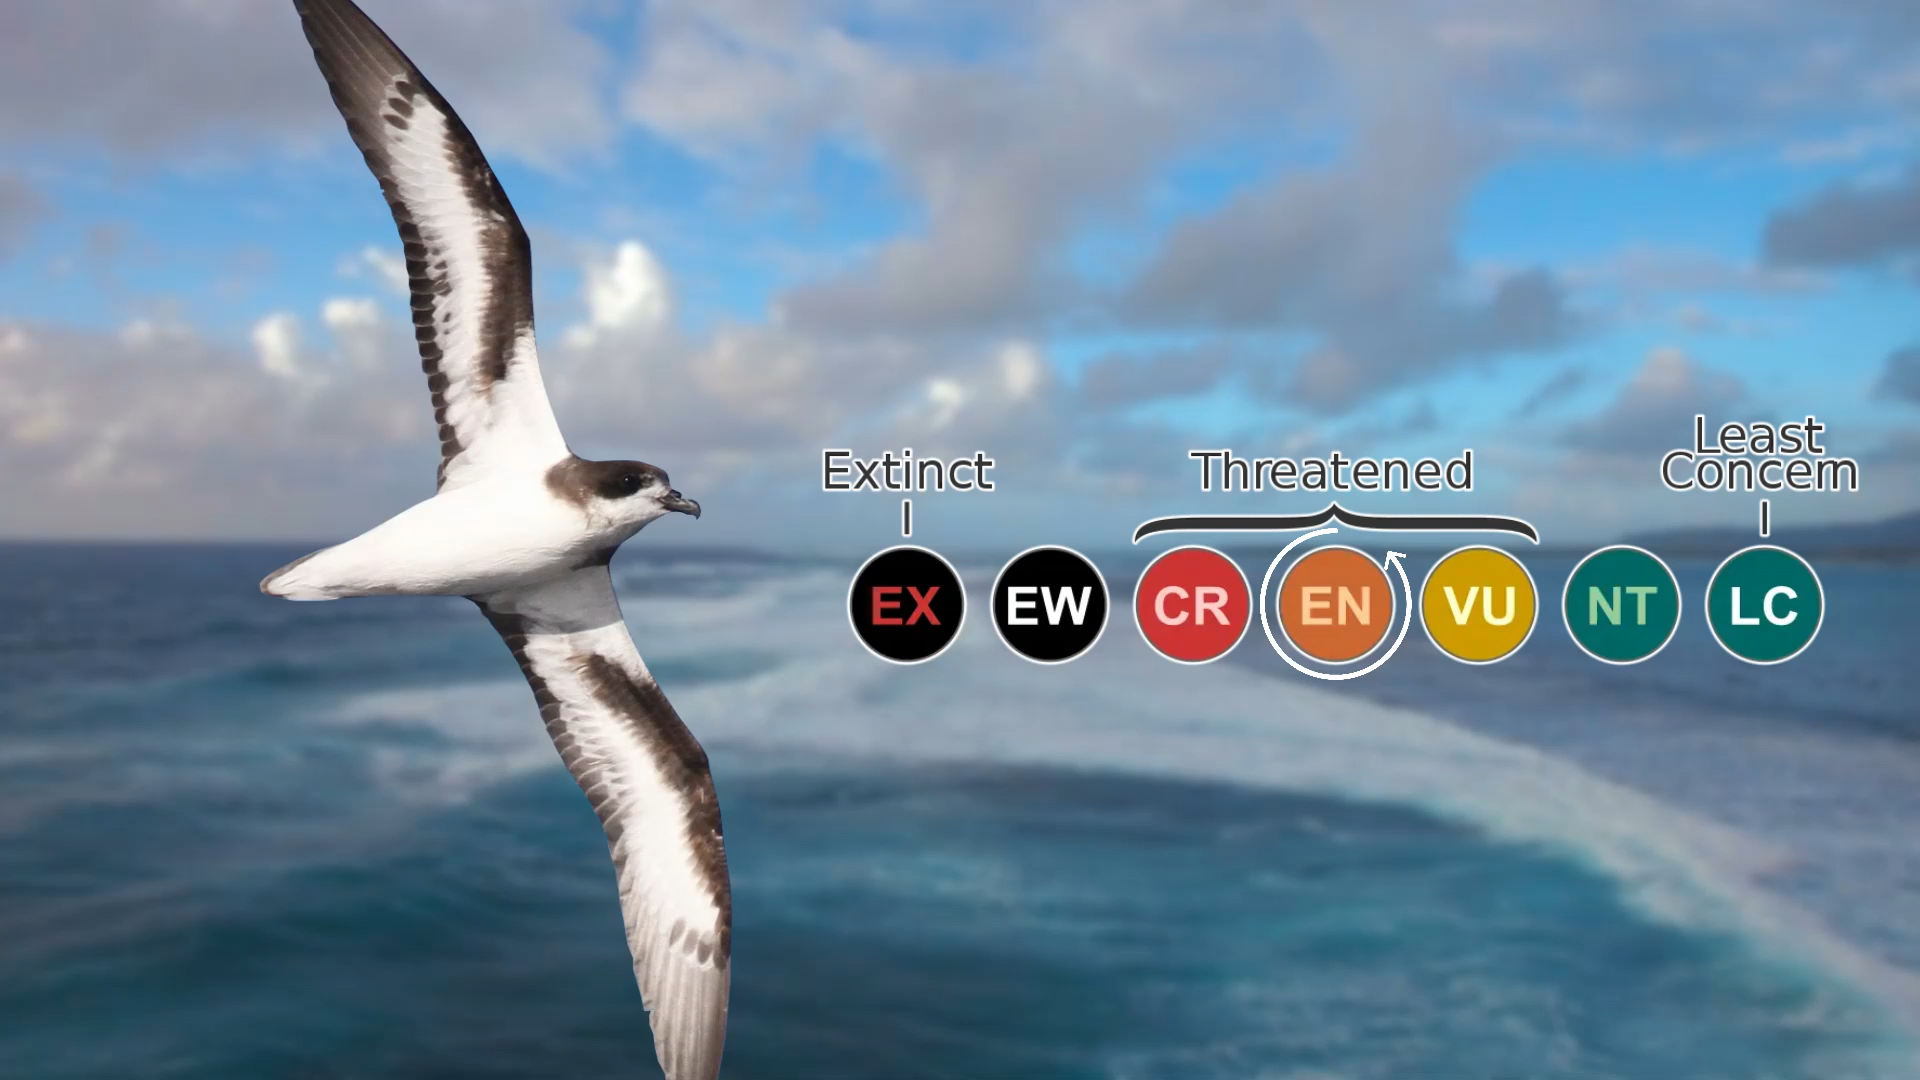 Extinct
Threatened
Least
Concern
EX
EW
CR
EN
VU
NT
LC